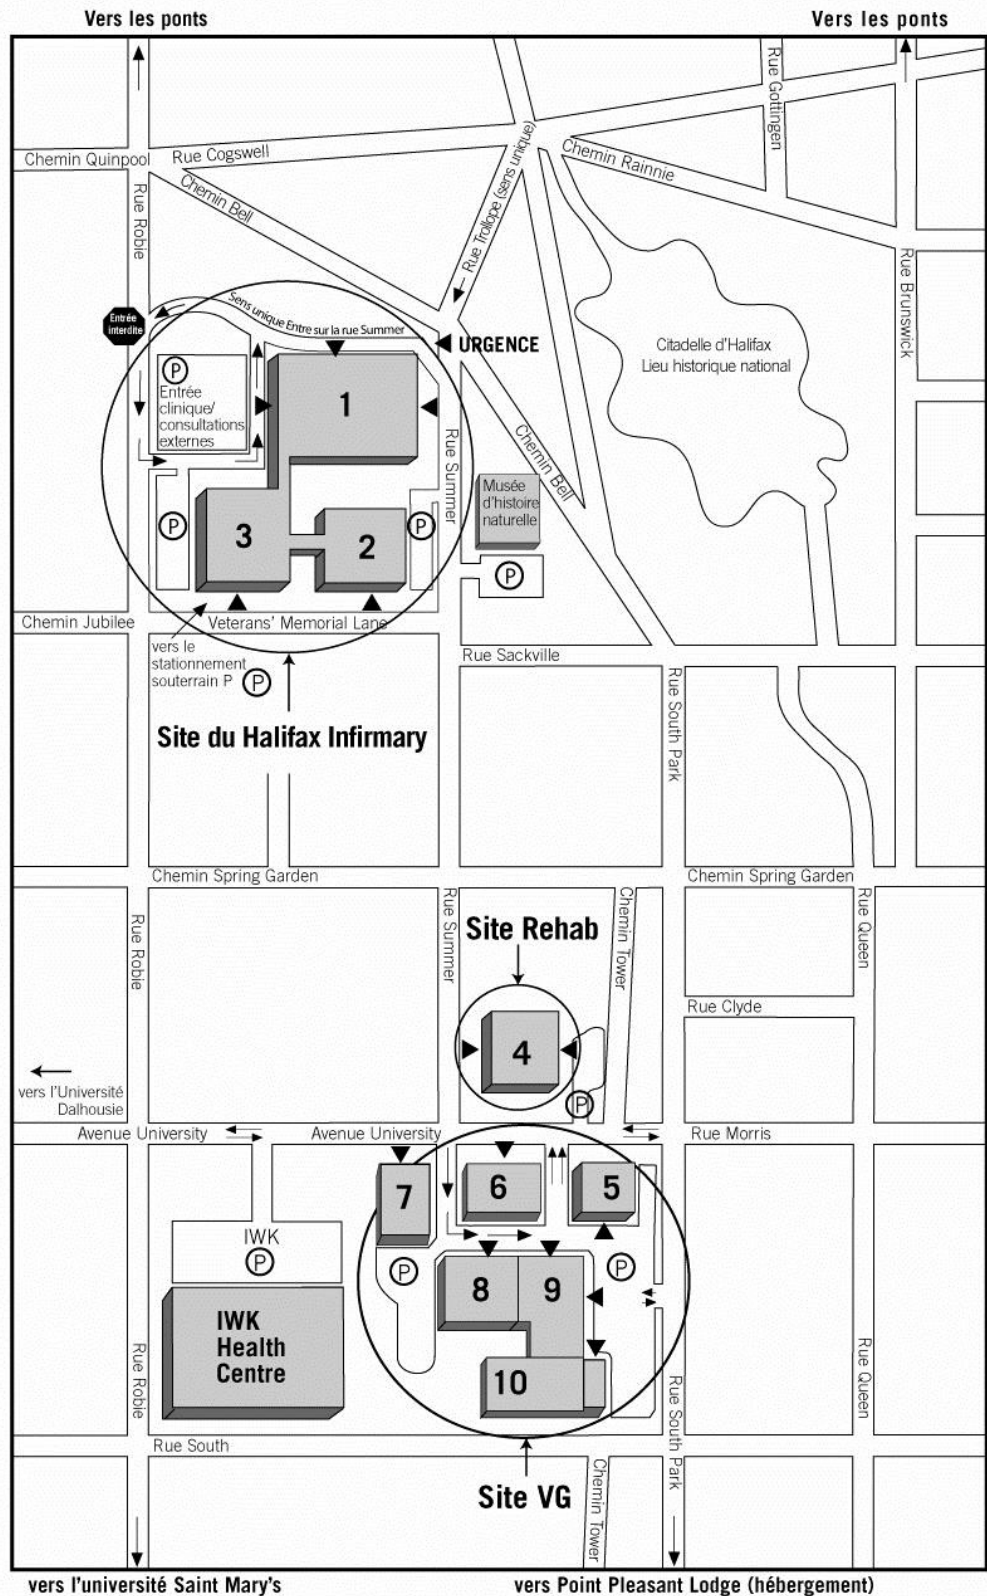 Vers les ponts
Vers les ponts
Rue Gottingen
Rue Trollope (sens unique)
Chemin Quinpool
Rue Cogswell
Chemin Rainnie
Chemin Bell
Rue Robie
Rue Brunswick
Sens unique Entre sur la rue Summer
Entrée
interdite
URGENCE
Citadelle d'Halifax
Lieu historique national
P
Entrée
clinique/
consultations
externes
1
Rue Summer
Chemin Bell
Musée
d'histoire
naturelle
P
3
2
P
P
Chemin Jubilee
Veterans' Memorial Lane
vers le
stationnement
souterrain P
P
Rue Sackville
Rue South Park
Site du Halifax Infirmary
Chemin Spring Garden
Chemin Spring Garden
Rue Robie
Rue Summer
Site Rehab
Chemin Tower
Rue Queen
Rue Clyde
4
vers l'Université
Dalhousie
P
Avenue University
Avenue University
Rue Morris
7
6
5
IWK
P
P
P
8
9
IWK
Health
Centre
10
Rue Robie
Rue Queen
Rue South Park
Rue South
Chemin Tower
Site VG
vers l'université Saint Mary's
vers Point Pleasant Lodge (hébergement)